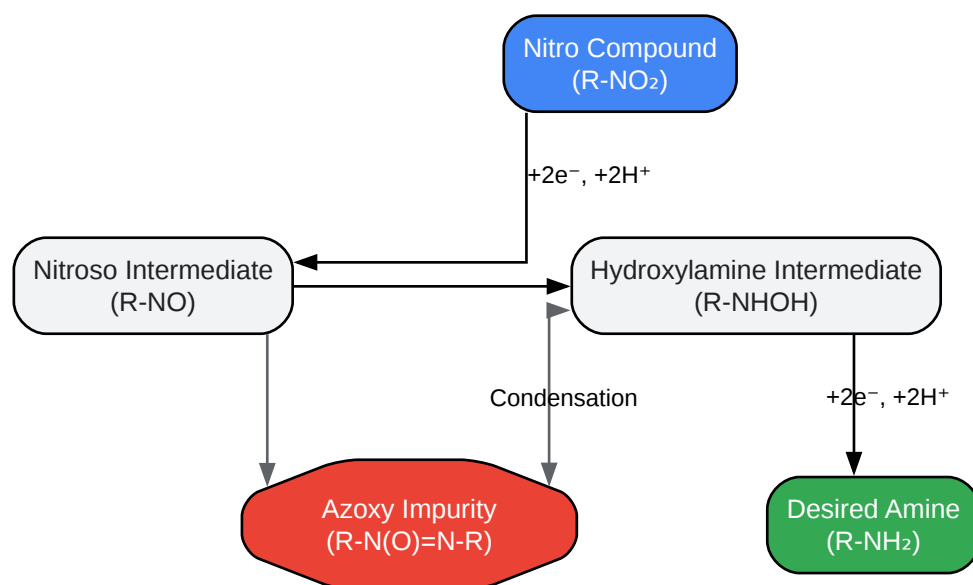 Nitro Compound
(R-NO₂)
+2e⁻, +2H⁺
Nitroso Intermediate
(R-NO)
Hydroxylamine Intermediate
(R-NHOH)
Condensation
+2e⁻, +2H⁺
Azoxy Impurity
(R-N(O)=N-R)
Desired Amine
(R-NH₂)